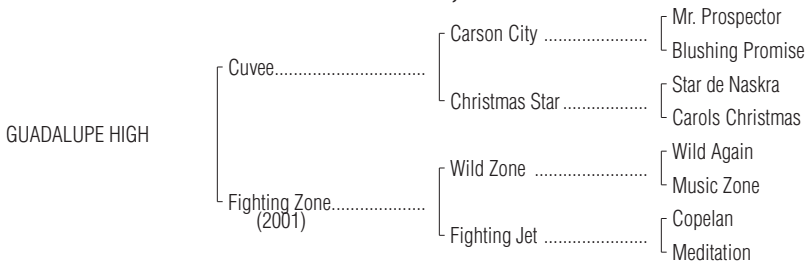 Mr. Prospector
Carson City ......................
Blushing Promise
Cuvee...............................
Star de Naskra
Christmas Star..................
Carols Christmas
GUADALUPE HIGH
Wild Again
Wild Zone ........................
Music Zone
Fighting Zone....................
(2001)
Copelan
Fighting Jet ......................
Meditation